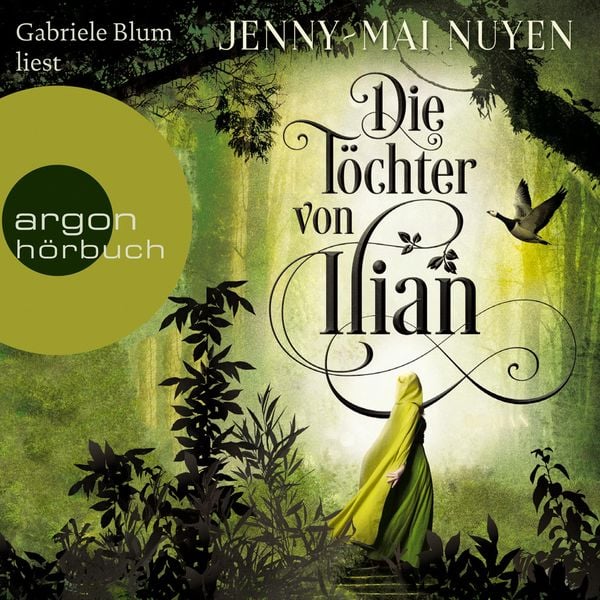 Gabriele Blum
liest
JENNY-MAI NUYEN
Die
Töchter
von
Ilian
argon
hörbuch